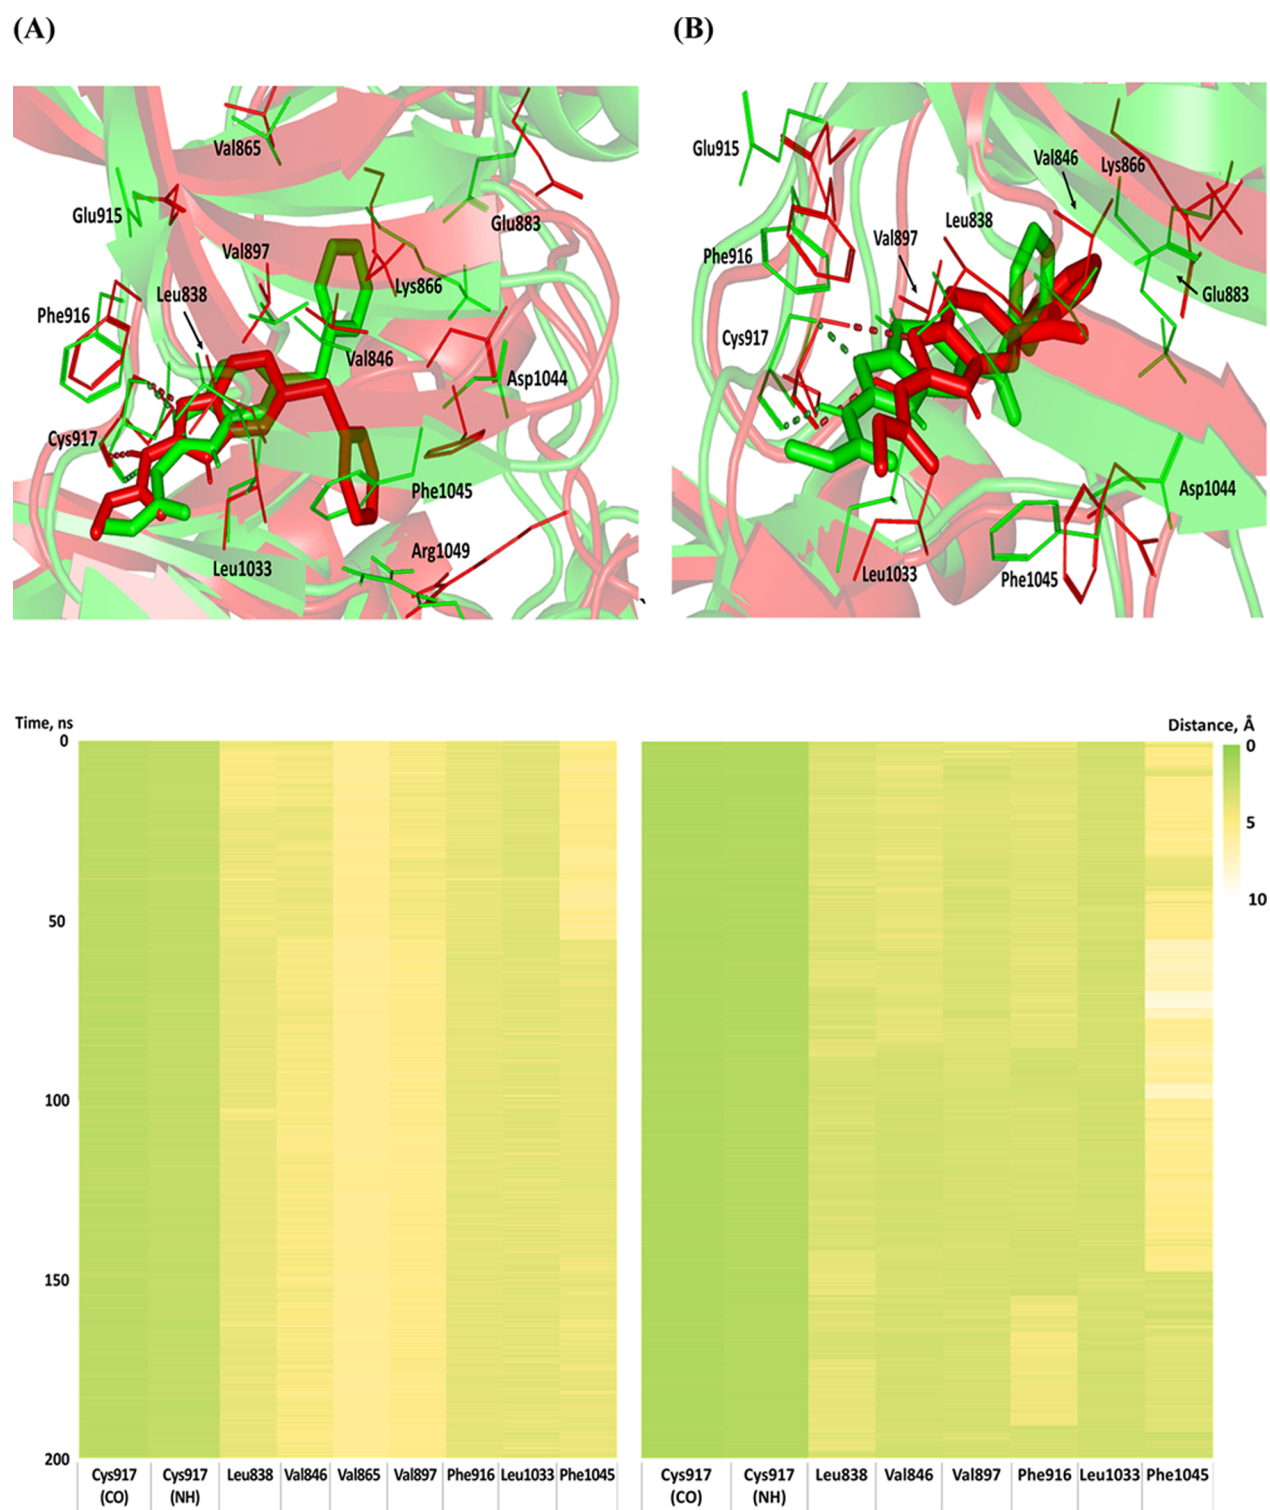 (A)
(B)
Val865
Glu915
Glu883
Val897
Lys866
Leu838
Phe916
Val846
Asp1044
Cys917
Phe1045
Arg1049
Leu1033
Glu915
Val846
Lys866
Leu838
Val897
Phe916
Glu883
Cys917
Asp1044
Phe1045
Leu1033
Time, ns
Distance, Å
0
50
100
150
200
0
5
10
Cys917 Cys917 Leu838 Val846 Val865 Val897 Phe916 Leu1033 Phe1045
(CO) (NH)
Cys917 Cys917 Leu838 Val846 Val897 Phe916 Leu1033 Phe1045
(CO) (NH)